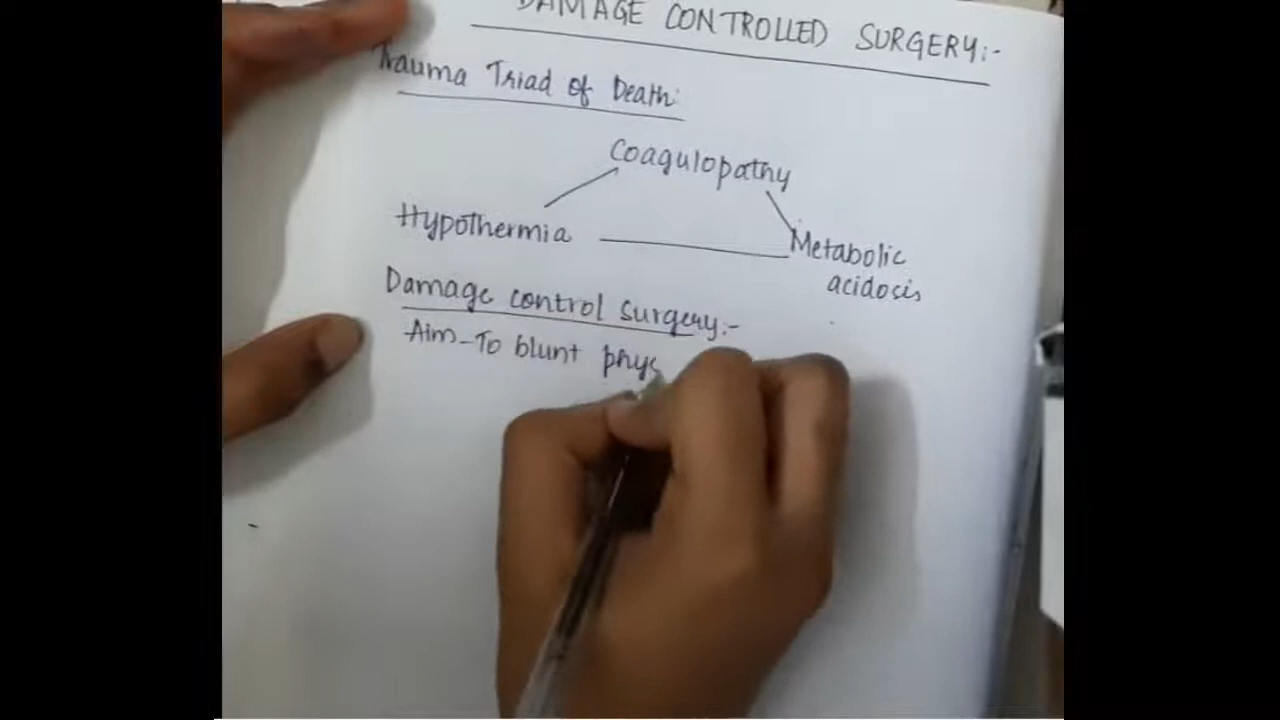 DAMAGE CONTROLLED SURGERY:-
Trauma Triad of Death:
Coagulopathy
Hypothermia
Metabolic
acidosis
Damage control surgery:-
Aim-To blunt phys